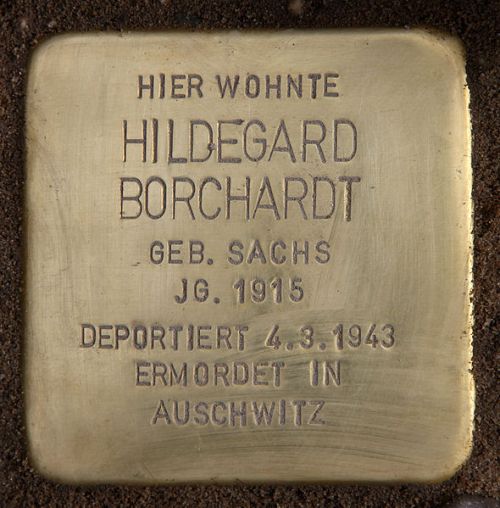 HIER WOHNTE
HILDEGARD
BORCHARDT
GEB. SACHS
JG. 1915
DEPORTIERT 4.3.1943
ERMORDET IN
AUSCHWITZ